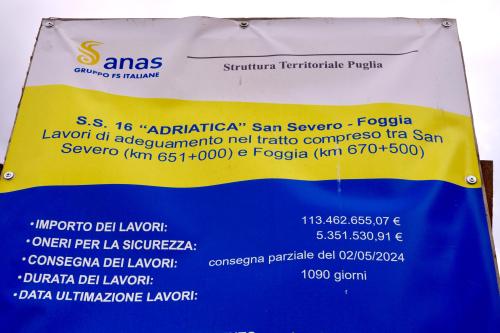 anas
GRUPPO FS ITALIANE
Struttura Territoriale Puglia
S.S. 16 "ADRIATICA" San Severo - Foggia
Lavori di adeguamento nel tratto compreso tra San
Severo (km 651+000) e Foggia (km 670+500)
•IMPORTO DEI LAVORI: 113.462.655,07 €
•ONERI PER LA SICUREZZA: 5.351.530,91 €
•CONSEGNA DEI LAVORI: consegna parziale del 02/05/2024
•DURATA DEI LAVORI: 1090 giorni
•DATA ULTIMAZIONE LAVORI: